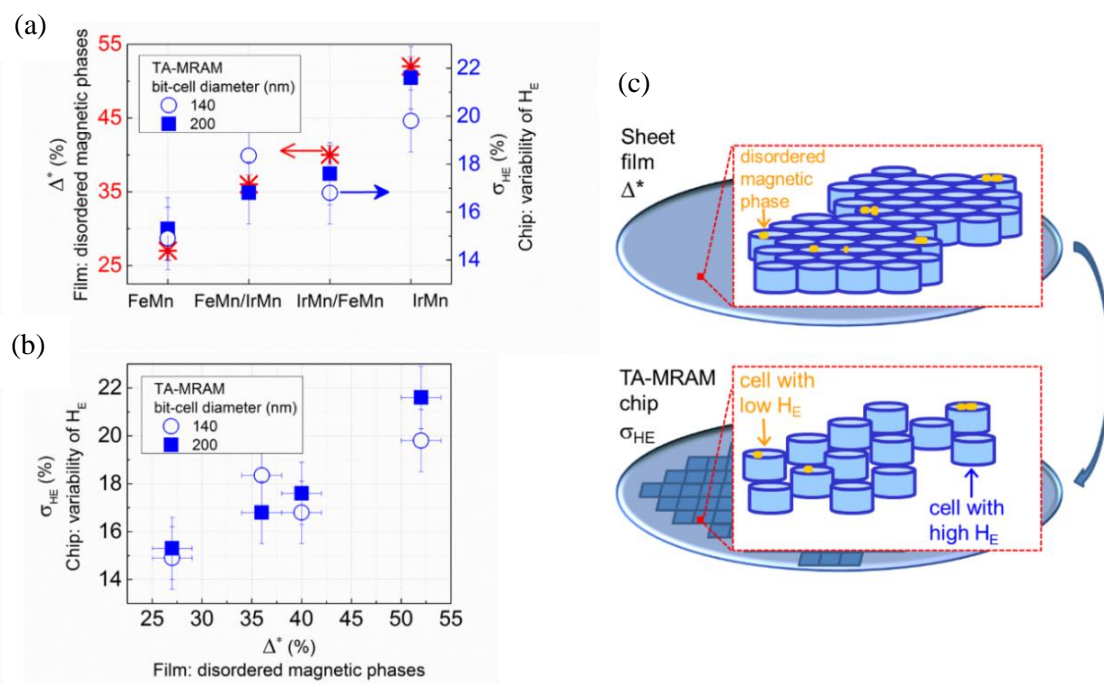 (a)
55
45
35
25
Δ* (%)
Film: disordered magnetic phases
TA-MRAM
bit-cell diameter (nm)
140
200
22
20
18
16
14
σHE (%)
Chip: variability of HE
FeMn
FeMn/IrMn
IrMn/FeMn
IrMn
(b)
22
20
18
16
14
σHE (%)
Chip: variability of HE
TA-MRAM
bit-cell diameter (nm)
140
200
25
30
35
40
45
50
55
Δ* (%)
Film: disordered magnetic phases
(c)
Sheet
film
Δ*
disordered
magnetic
phase
TA-MRAM
chip
σHE
cell with
low HE
cell with
high HE